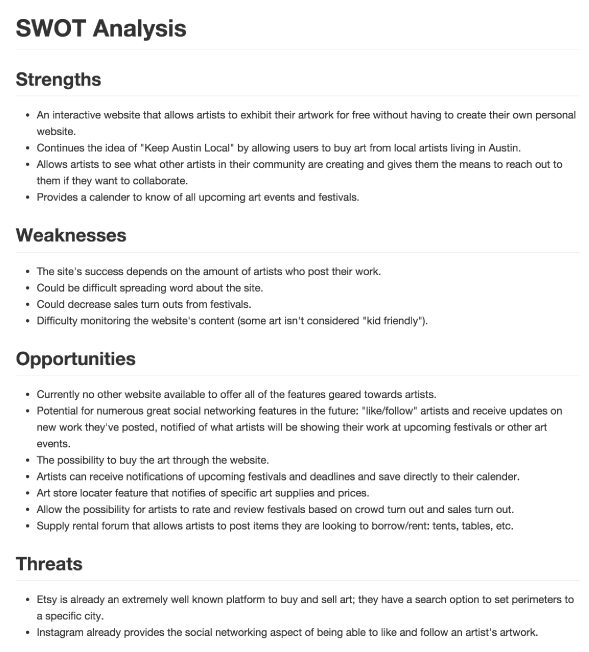 SWOT Analysis
Strengths
• An interactive website that allows artists to exhibit their artwork for free without having to create their own personal
website.
• Continues the idea of "Keep Austin Local" by allowing users to buy art from local artists living in Austin.
• Allows artists to see what other artists in their community are creating and gives them the means to reach out to
them if they want to collaborate.
• Provides a calender to know of all upcoming art events and festivals.
Weaknesses
• The site's success depends on the amount of artists who post their work.
• Could be difficult spreading word about the site.
• Could decrease sales turn outs from festivals.
• Difficulty monitoring the website's content (some art isn't considered "kid friendly").
Opportunities
• Currently no other website available to offer all of the features geared towards artists.
• Potential for numerous great social networking features in the future: "like/follow" artists and receive updates on
new work they've posted, notified of what artists will be showing their work at upcoming festivals or other art
events.
• The possibility to buy the art through the website.
• Artists can receive notifications of upcoming festivals and deadlines and save directly to their calender.
• Art store locater feature that notifies of specific art supplies and prices.
• Allow the possibility for artists to rate and review festivals based on crowd turn out and sales turn out.
• Supply rental forum that allows artists to post items they are looking to borrow/rent: tents, tables, etc.
Threats
• Etsy is already an extremely well known platform to buy and sell art; they have a search option to set perimeters to
a specific city.
• Instagram already provides the social networking aspect of being able to like and follow an artist's artwork.